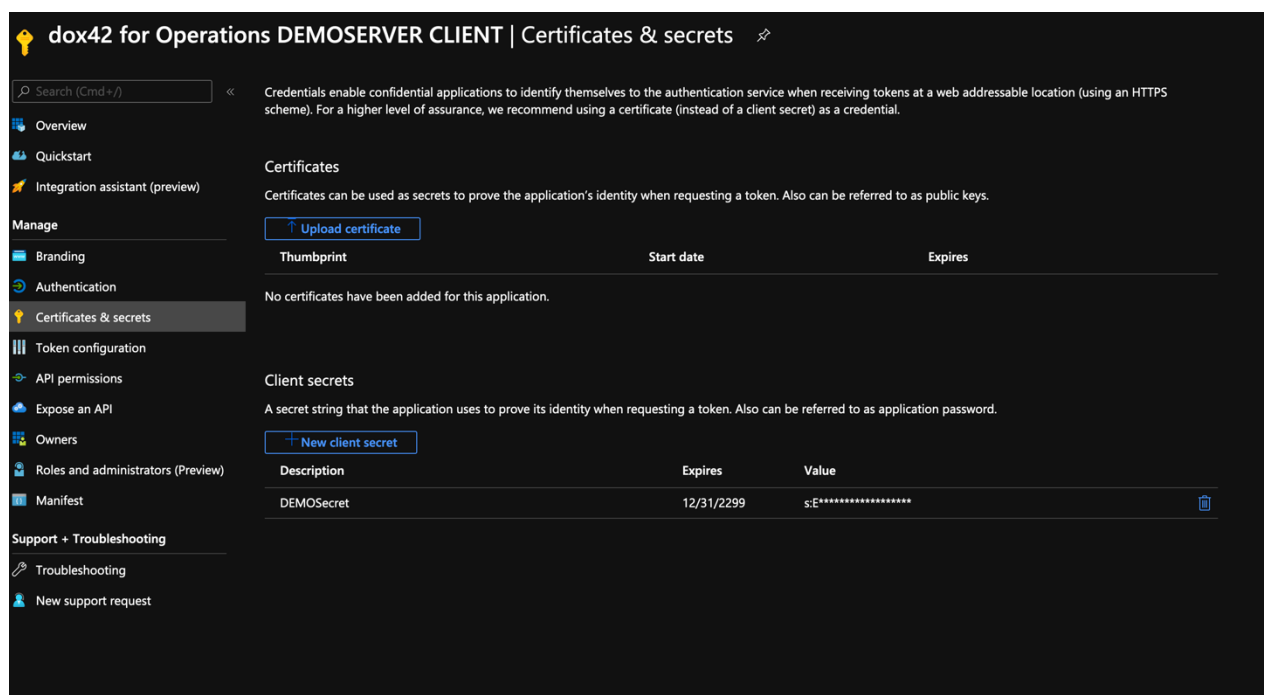 dox42 for Operations DEMOSERVER CLIENT | Certificates & secrets
Search (Cmd+/)
«
Overview
Quickstart
Integration assistant (preview)
Manage
Branding
Authentication
Certificates & secrets
Token configuration
API permissions
Expose an API
Owners
Roles and administrators (Preview)
Manifest
Support + Troubleshooting
Troubleshooting
New support request
Credentials enable confidential applications to identify themselves to the authentication service when receiving tokens at a web addressable location (using an HTTPS
scheme). For a higher level of assurance, we recommend using a certificate (instead of a client secret) as a credential.
Certificates
Certificates can be used as secrets to prove the application's identity when requesting a token. Also can be referred to as public keys.
Upload certificate
Thumbprint Start date Expires
No certificates have been added for this application.
Client secrets
A secret string that the application uses to prove its identity when requesting a token. Also can be referred to as application password.
New client secret
Description Expires Value
DEMOSecret 12/31/2299 s:E******************